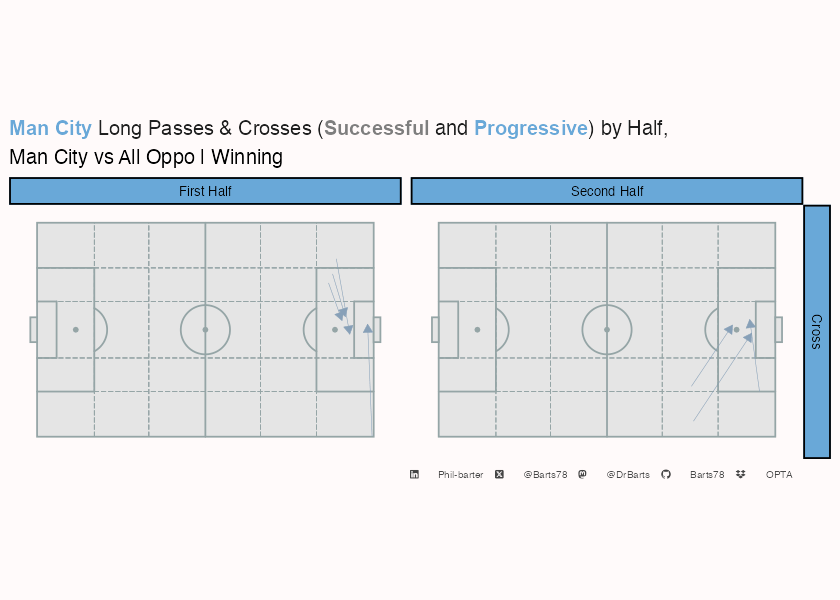 Man City Long Passes & Crosses (Successful and Progressive) by Half,
Man City vs All Oppo | Winning
First Half
Second Half
Cross
Phil-barter @Barts78 @DrBarts Barts78 OPTA